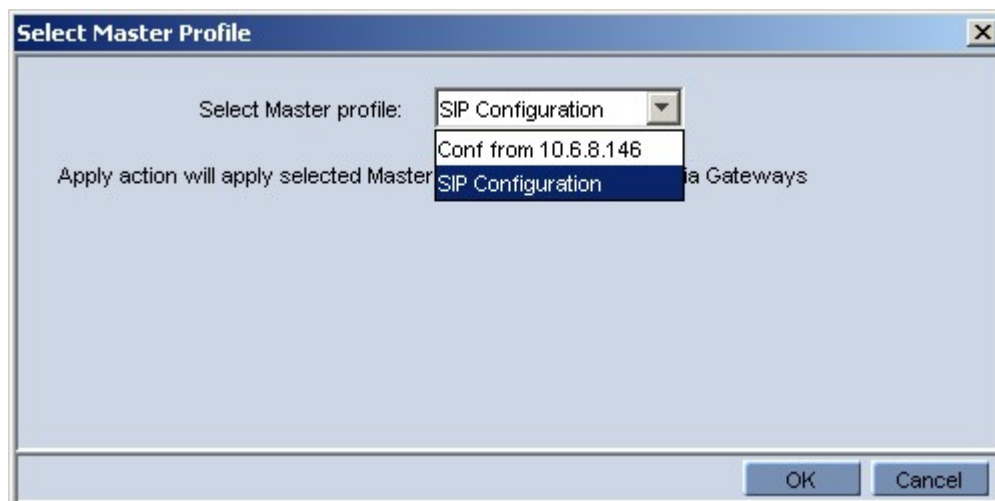 Select Master Profile
Select Master profile: SIP Configuration
Conf from 10.6.8.146
SIP Configuration
Apply action will apply selected Master ia Gateways
OK Cancel